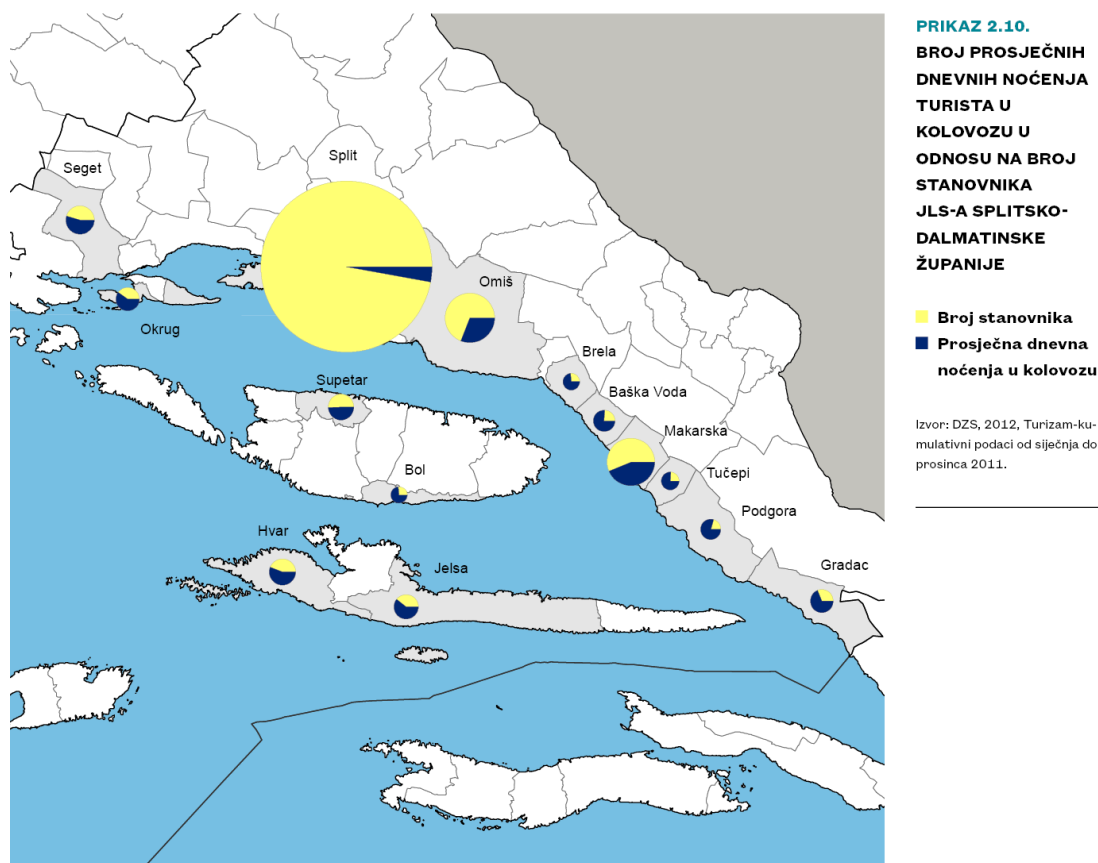 PRIKAZ 2.10.
BROJ PROSJEČNIH
DNEVNIH NOĆENJA
TURISTA U
KOLOVOZU U
ODNOSU NA BROJ
STANOVNIKA
JLS-A SPLITSKO-
DALMATINSKE
ŽUPANIJE
Broj stanovnika
Prosječna dnevna
noćenja u kolovozu
Izvor: DZS, 2012, Turizam-ku-
mulativni podaci od siječnja do
prosinca 2011.
Split
Seget
Omiš
Okrug
Brela
Supetar
Baška Voda
Makarska
Bol
Tučepi
Podgora
Hvar
Jelsa
Gradac